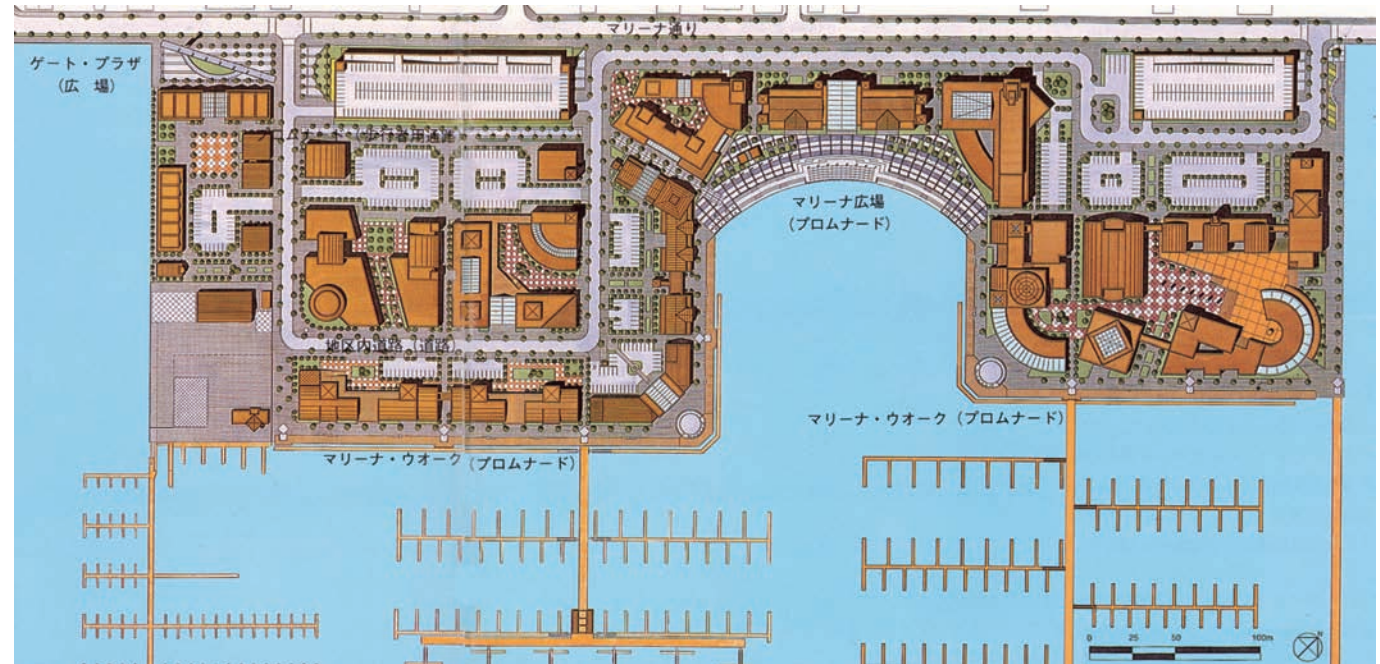 マリーナ通り
ゲート・プラザ
(広 場)
マリーナ広場
(プロムナード)
地区内道路(道路)
マリーナ・ウオーク(プロムナード)
マリーナ・ウオーク(プロムナード)
0 25 50 100m
N